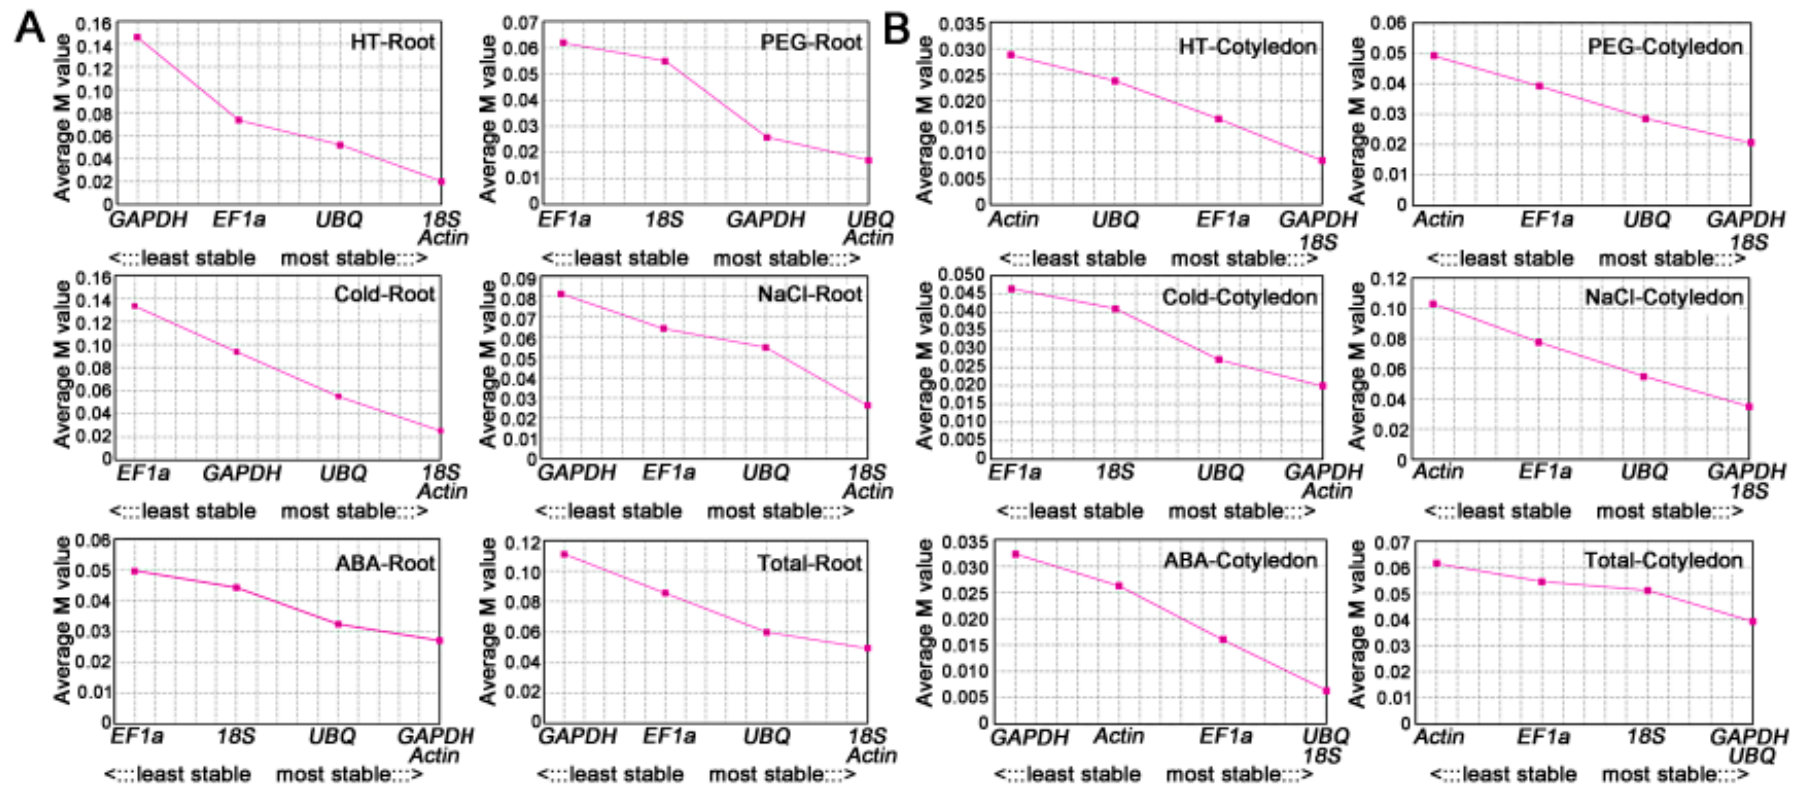 A
Average M value
0.16
0.14
0.12
0.10
0.08
0.06
0.04
0.02
0
HT-Root
GAPDH EF1a UBQ 18S
Actin
<:::least stable most stable:::>
Average M value
0.07
0.06
0.05
0.04
0.03
0.02
0.01
0
PEG-Root
EF1a 18S GAPDH UBQ
Actin
<:::least stable most stable:::>
B
Average M value
0.035
0.030
0.025
0.020
0.015
0.010
0.005
0
HT-Cotyledon
Actin UBQ EF1a GAPDH
18S
<:::least stable most stable:::>
Average M value
0.06
0.05
0.04
0.03
0.02
0.01
0
PEG-Cotyledon
Actin EF1a UBQ GAPDH
18S
<:::least stable most stable:::>
Average M value
0.16
0.14
0.12
0.10
0.08
0.06
0.04
0.02
0
Cold-Root
EF1a GAPDH UBQ 18S
Actin
<:::least stable most stable:::>
Average M value
0.09
0.08
0.07
0.06
0.05
0.04
0.03
0.02
0.01
0
NaCl-Root
GAPDH EF1a UBQ 18S
Actin
<:::least stable most stable:::>
Average M value
0.050
0.045
0.040
0.035
0.030
0.025
0.020
0.015
0.010
0.005
0
Cold-Cotyledon
EF1a 18S UBQ GAPDH
Actin
<:::least stable most stable:::>
Average M value
0.12
0.10
0.08
0.06
0.04
0.02
0
NaCl-Cotyledon
Actin EF1a UBQ GAPDH
18S
<:::least stable most stable:::>
Average M value
0.06
0.05
0.04
0.03
0.02
0.01
0
ABA-Root
EF1a 18S UBQ GAPDH
Actin
<:::least stable most stable:::>
Average M value
0.12
0.10
0.08
0.06
0.04
0.02
0
Total-Root
GAPDH EF1a UBQ 18S
Actin
<:::least stable most stable:::>
Average M value
0.035
0.030
0.025
0.020
0.015
0.010
0.005
0
ABA-Cotyledon
GAPDH Actin EF1a UBQ
18S
<:::least stable most stable:::>
Average M value
0.07
0.06
0.05
0.04
0.03
0.02
0.01
0
Total-Cotyledon
Actin EF1a 18S GAPDH
UBQ
<:::least stable most stable:::>